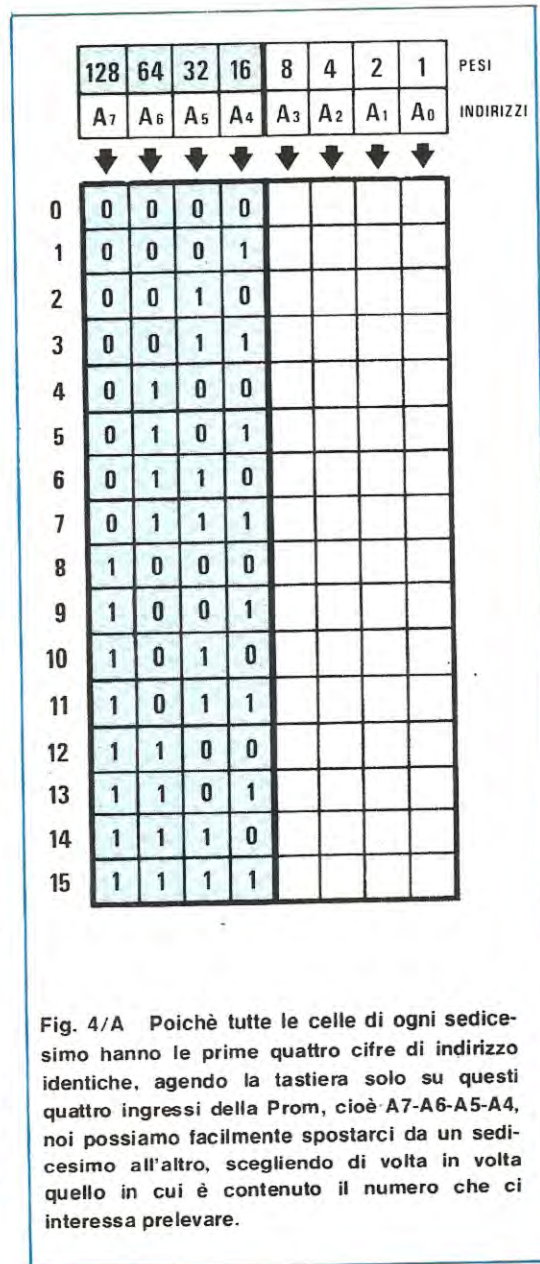 128 64 32 16 8 4 2 1 PESI
A7 A6 A5 A4 A3 A2 A1 A0 INDIRIZZI
0 0 0 0 0
1 0 0 0 1
2 0 0 1 0
3 0 0 1 1
4 0 1 0 0
5 0 1 0 1
6 0 1 1 0
7 0 1 1 1
8 1 0 0 0
9 1 0 0 1
10 1 0 1 0
11 1 0 1 1
12 1 1 0 0
13 1 1 0 1
14 1 1 1 0
15 1 1 1 1
Fig. 4/A Poichè tutte le celle di ogni sedice-
simo hanno le prime quattro cifre di indirizzo
identiche, agendo la tastiera solo su questi
quattro ingressi della Prom, cioè A7-A6-A5-A4,
noi possiamo facilmente spostarci da un sedi-
cesimo all'altro, scegliendo di volta in volta
quello in cui è contenuto il numero che ci
interessa prelevare.